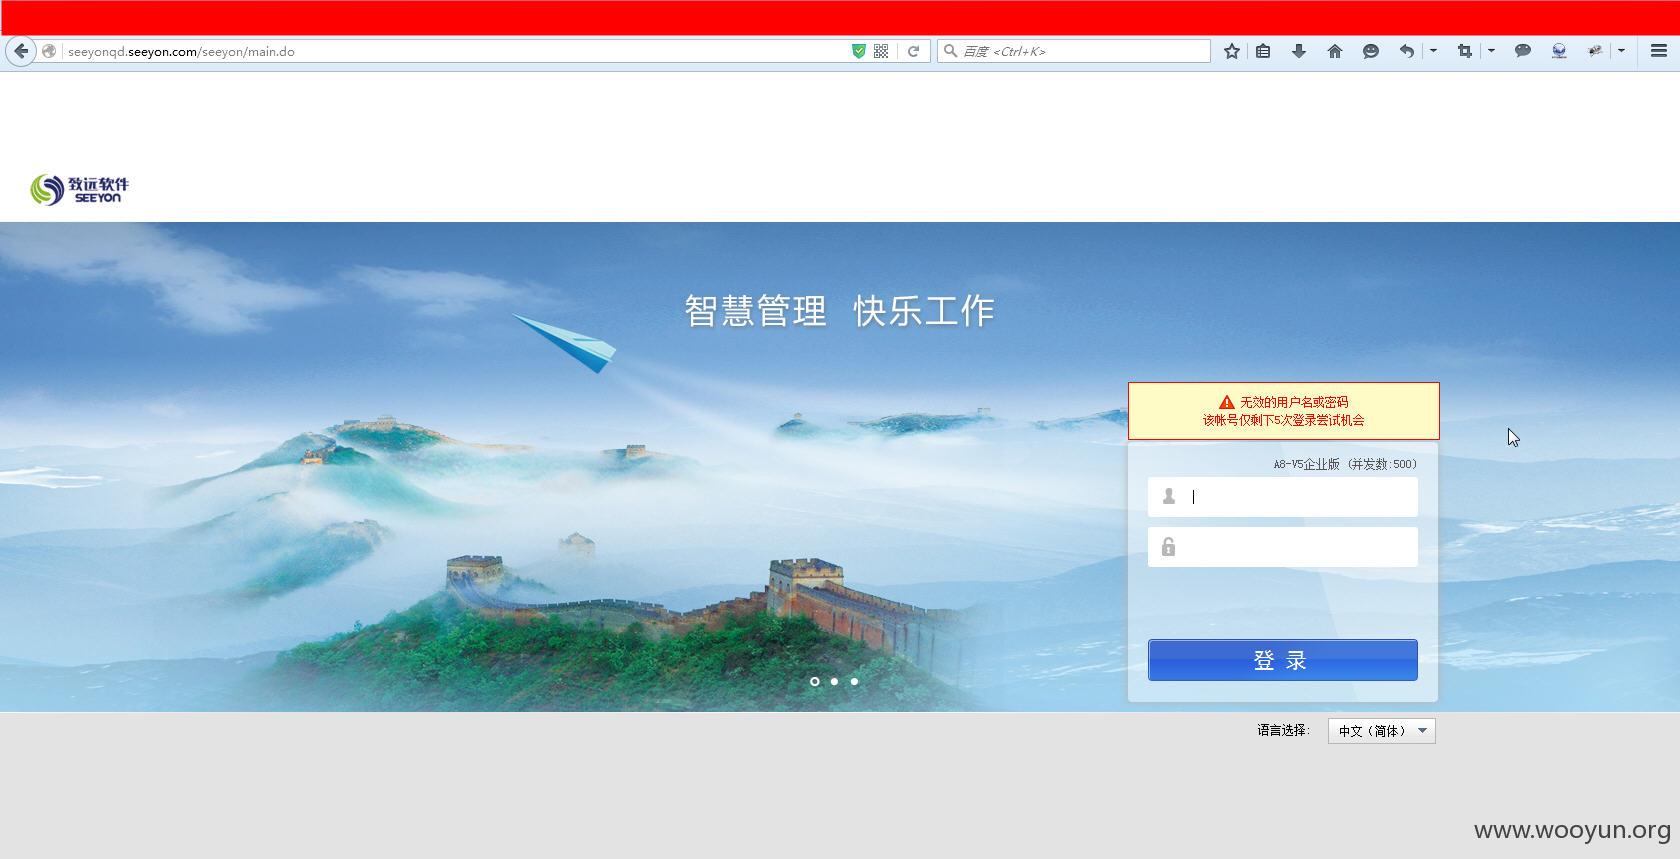 seeyonqd.seeyon.com/seeyon/main.do
百度 <Ctrl+K>
致远软件
SEEYON
智慧管理 快乐工作
无效的用户名或密码
该帐号仅剩下5次登录尝试机会
A8-V5企业版 (并发数:500)
登 录
语言选择:
中文（简体）
www.wooyun.org